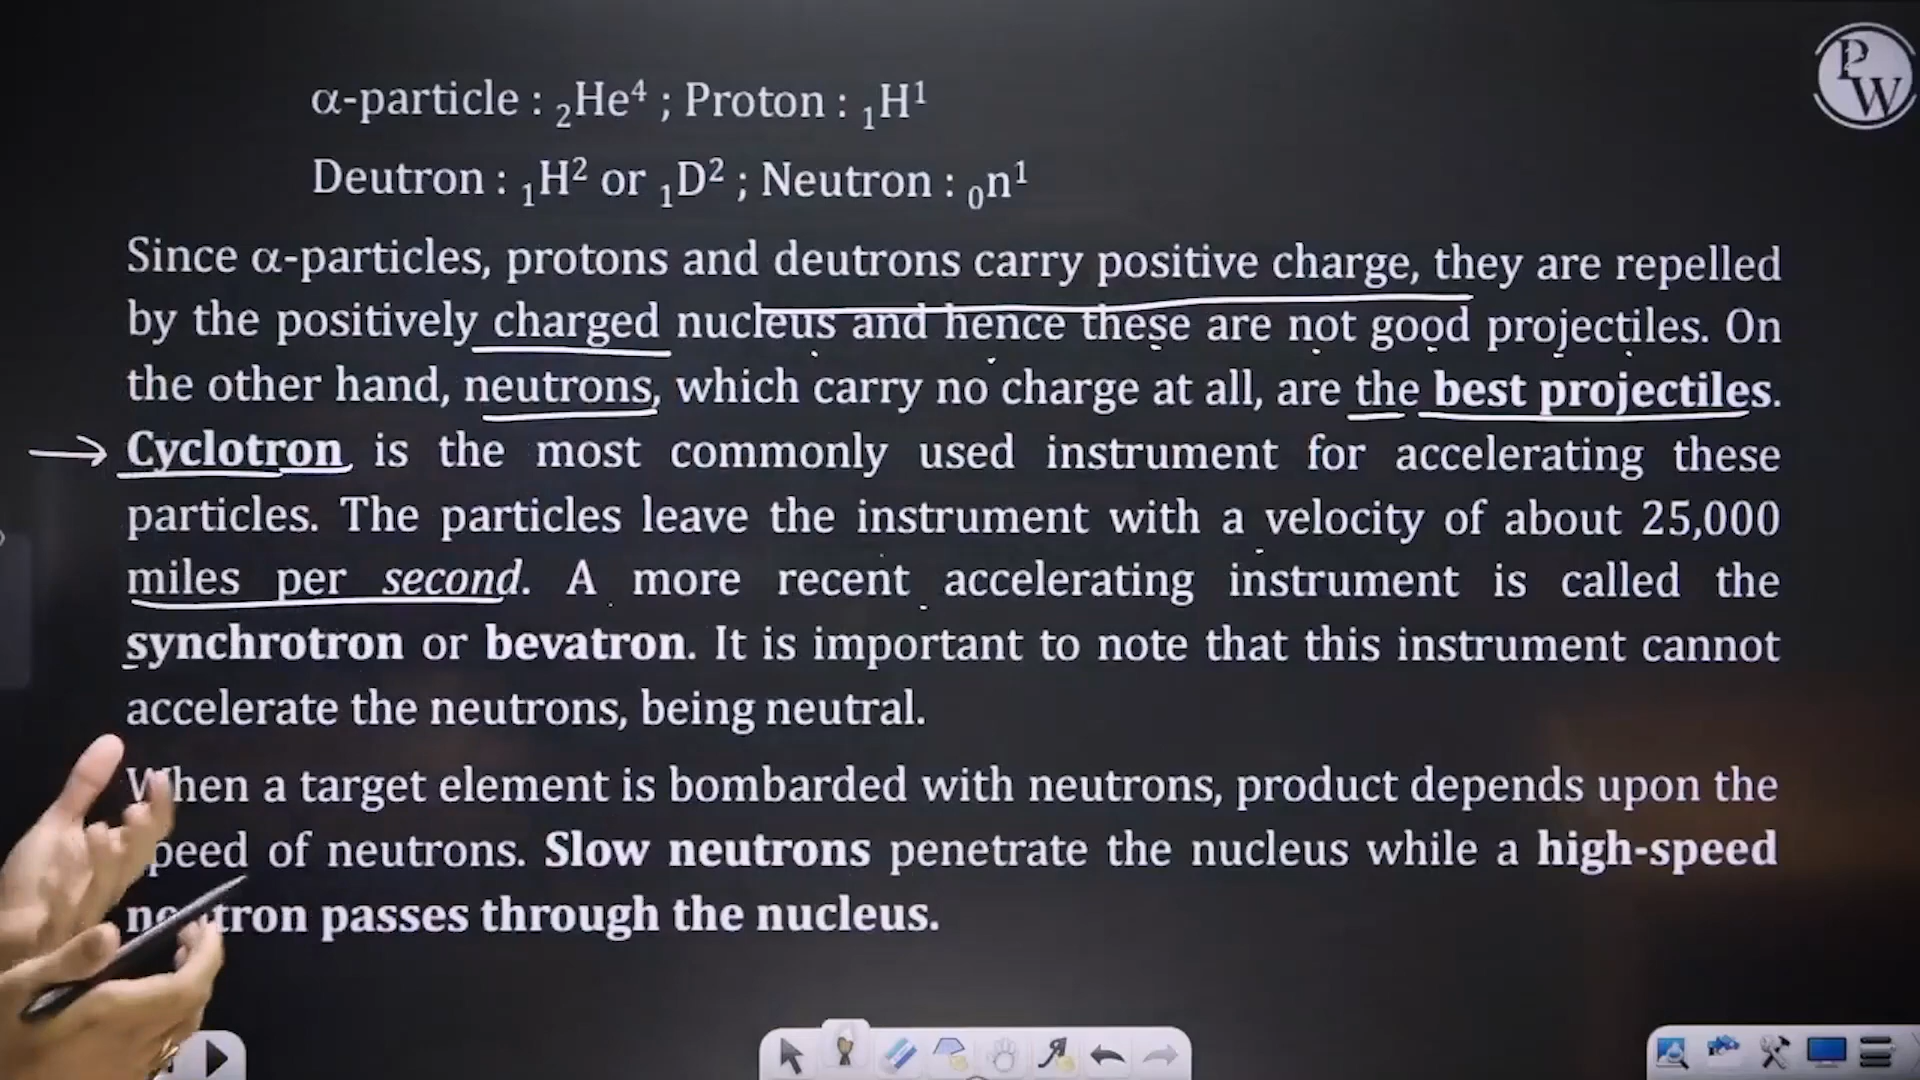 P
W
α-particle : ₂He⁴ ; Proton : ₁H¹
Deutron : ₁H² or ₁D² ; Neutron : ₀n¹
Since α-particles, protons and deutrons carry positive charge, they are repelled
by the positively charged nucleus and hence these are not good projectiles. On
the other hand, neutrons, which carry no charge at all, are the best projectiles.
Cyclotron is the most commonly used instrument for accelerating these
particles. The particles leave the instrument with a velocity of about 25,000
miles per second. A more recent accelerating instrument is called the
synchrotron or bevatron. It is important to note that this instrument cannot
accelerate the neutrons, being neutral.
When a target element is bombarded with neutrons, product depends upon the
speed of neutrons. Slow neutrons penetrate the nucleus while a high-speed
neutron passes through the nucleus.